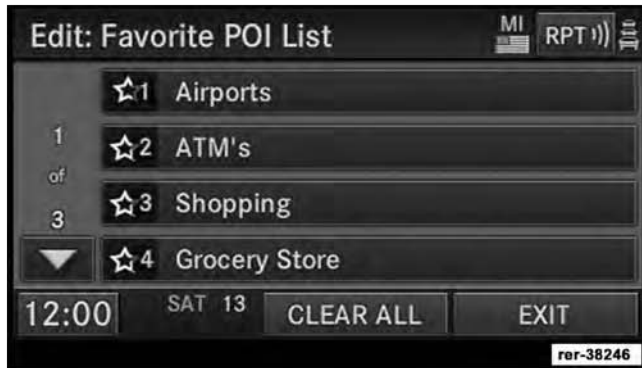 Edit: Favorite POI List MI RPT
1 Airports
2 ATM's
3 Shopping
4 Grocery Store
1
of
3
12:00 SAT 13 CLEAR ALL EXIT
rer-38246